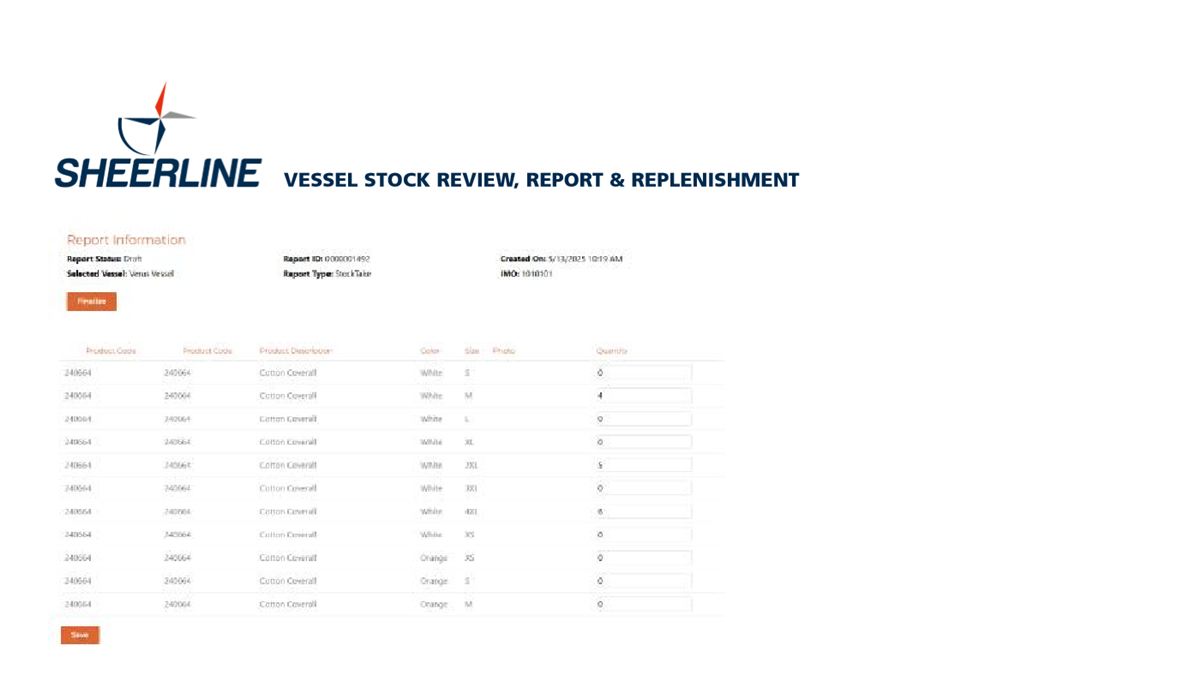 SHEERLINE
VESSEL STOCK REVIEW, REPORT & REPLENISHMENT
Report Information
Report Status: Draft Report ID: 0000001492 Created On: 5/13/2025 10:19 AM
Selected Vessel: Verus Vessel Report Type: StockTake IMO: 1010101
Finalize
Product Code Product Code Product Description Color Size Photo Quantity
240664 240664 Cotton Coverall White S 0
240664 240664 Cotton Coverall White M 4
240664 240664 Cotton Coverall White L 0
240664 240664 Cotton Coverall White XL 0
240664 240664 Cotton Coverall White 2XL 5
240664 240664 Cotton Coverall White 3XL 0
240664 240664 Cotton Coverall White 4XL 6
240664 240664 Cotton Coverall White XS 0
240664 240664 Cotton Coverall Orange XS 0
240664 240664 Cotton Coverall Orange S 0
240664 240664 Cotton Coverall Orange M 0
Save